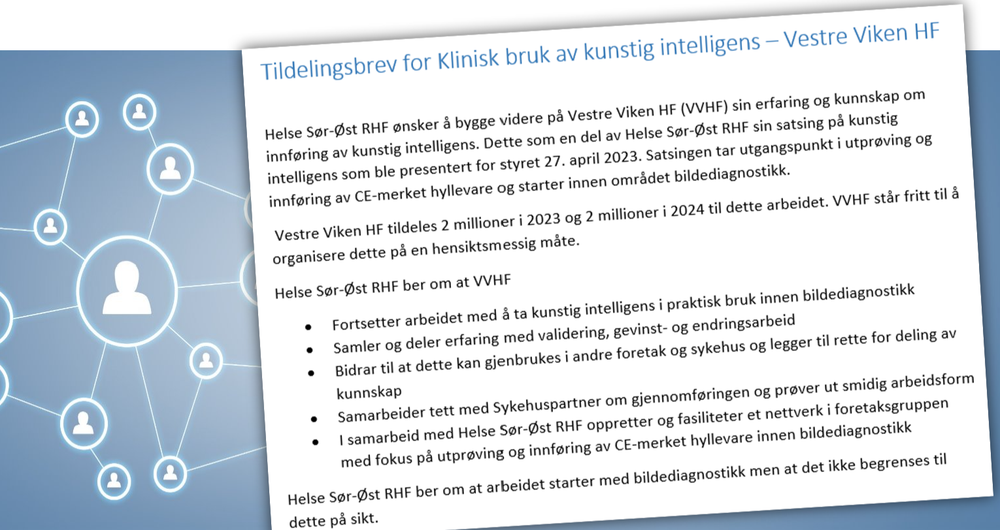 Tildelingsbrev for Klinisk bruk av kunstig intelligens – Vestre Viken HF
Helse Sør-Øst RHF ønsker å bygge videre på Vestre Viken HF (VVHF) sin erfaring og kunnskap om
innføring av kunstig intelligens. Dette som en del av Helse Sør-Øst RHF sin satsing på kunstig
intelligens som ble presentert for styret 27. april 2023. Satsingen tar utgangspunkt i utprøving og
innføring av CE-merket hyllevare og starter innen området bildediagnostikk.
Vestre Viken HF tildeles 2 millioner i 2023 og 2 millioner i 2024 til dette arbeidet. VVHF står fritt til å
organisere dette på en hensiktsmessig måte.
Helse Sør-Øst RHF ber om at VVHF
• Fortsetter arbeidet med å ta kunstig intelligens i praktisk bruk innen bildediagnostikk
• Samler og deler erfaring med validering, gevinst- og endringsarbeid
• Bidrar til at dette kan gjenbrukes i andre foretak og sykehus og legger til rette for deling av
kunnskap
• Samarbeider tett med Sykehuspartner om gjennomføringen og prøver ut smidig arbeidsform
• I samarbeid med Helse Sør-Øst RHF oppretter og fasiliteter et nettverk i foretaksgruppen
med fokus på utprøving og innføring av CE-merket hyllevare innen bildediagnostikk
Helse Sør-Øst RHF ber om at arbeidet starter med bildediagnostikk men at det ikke begrenses til
dette på sikt.